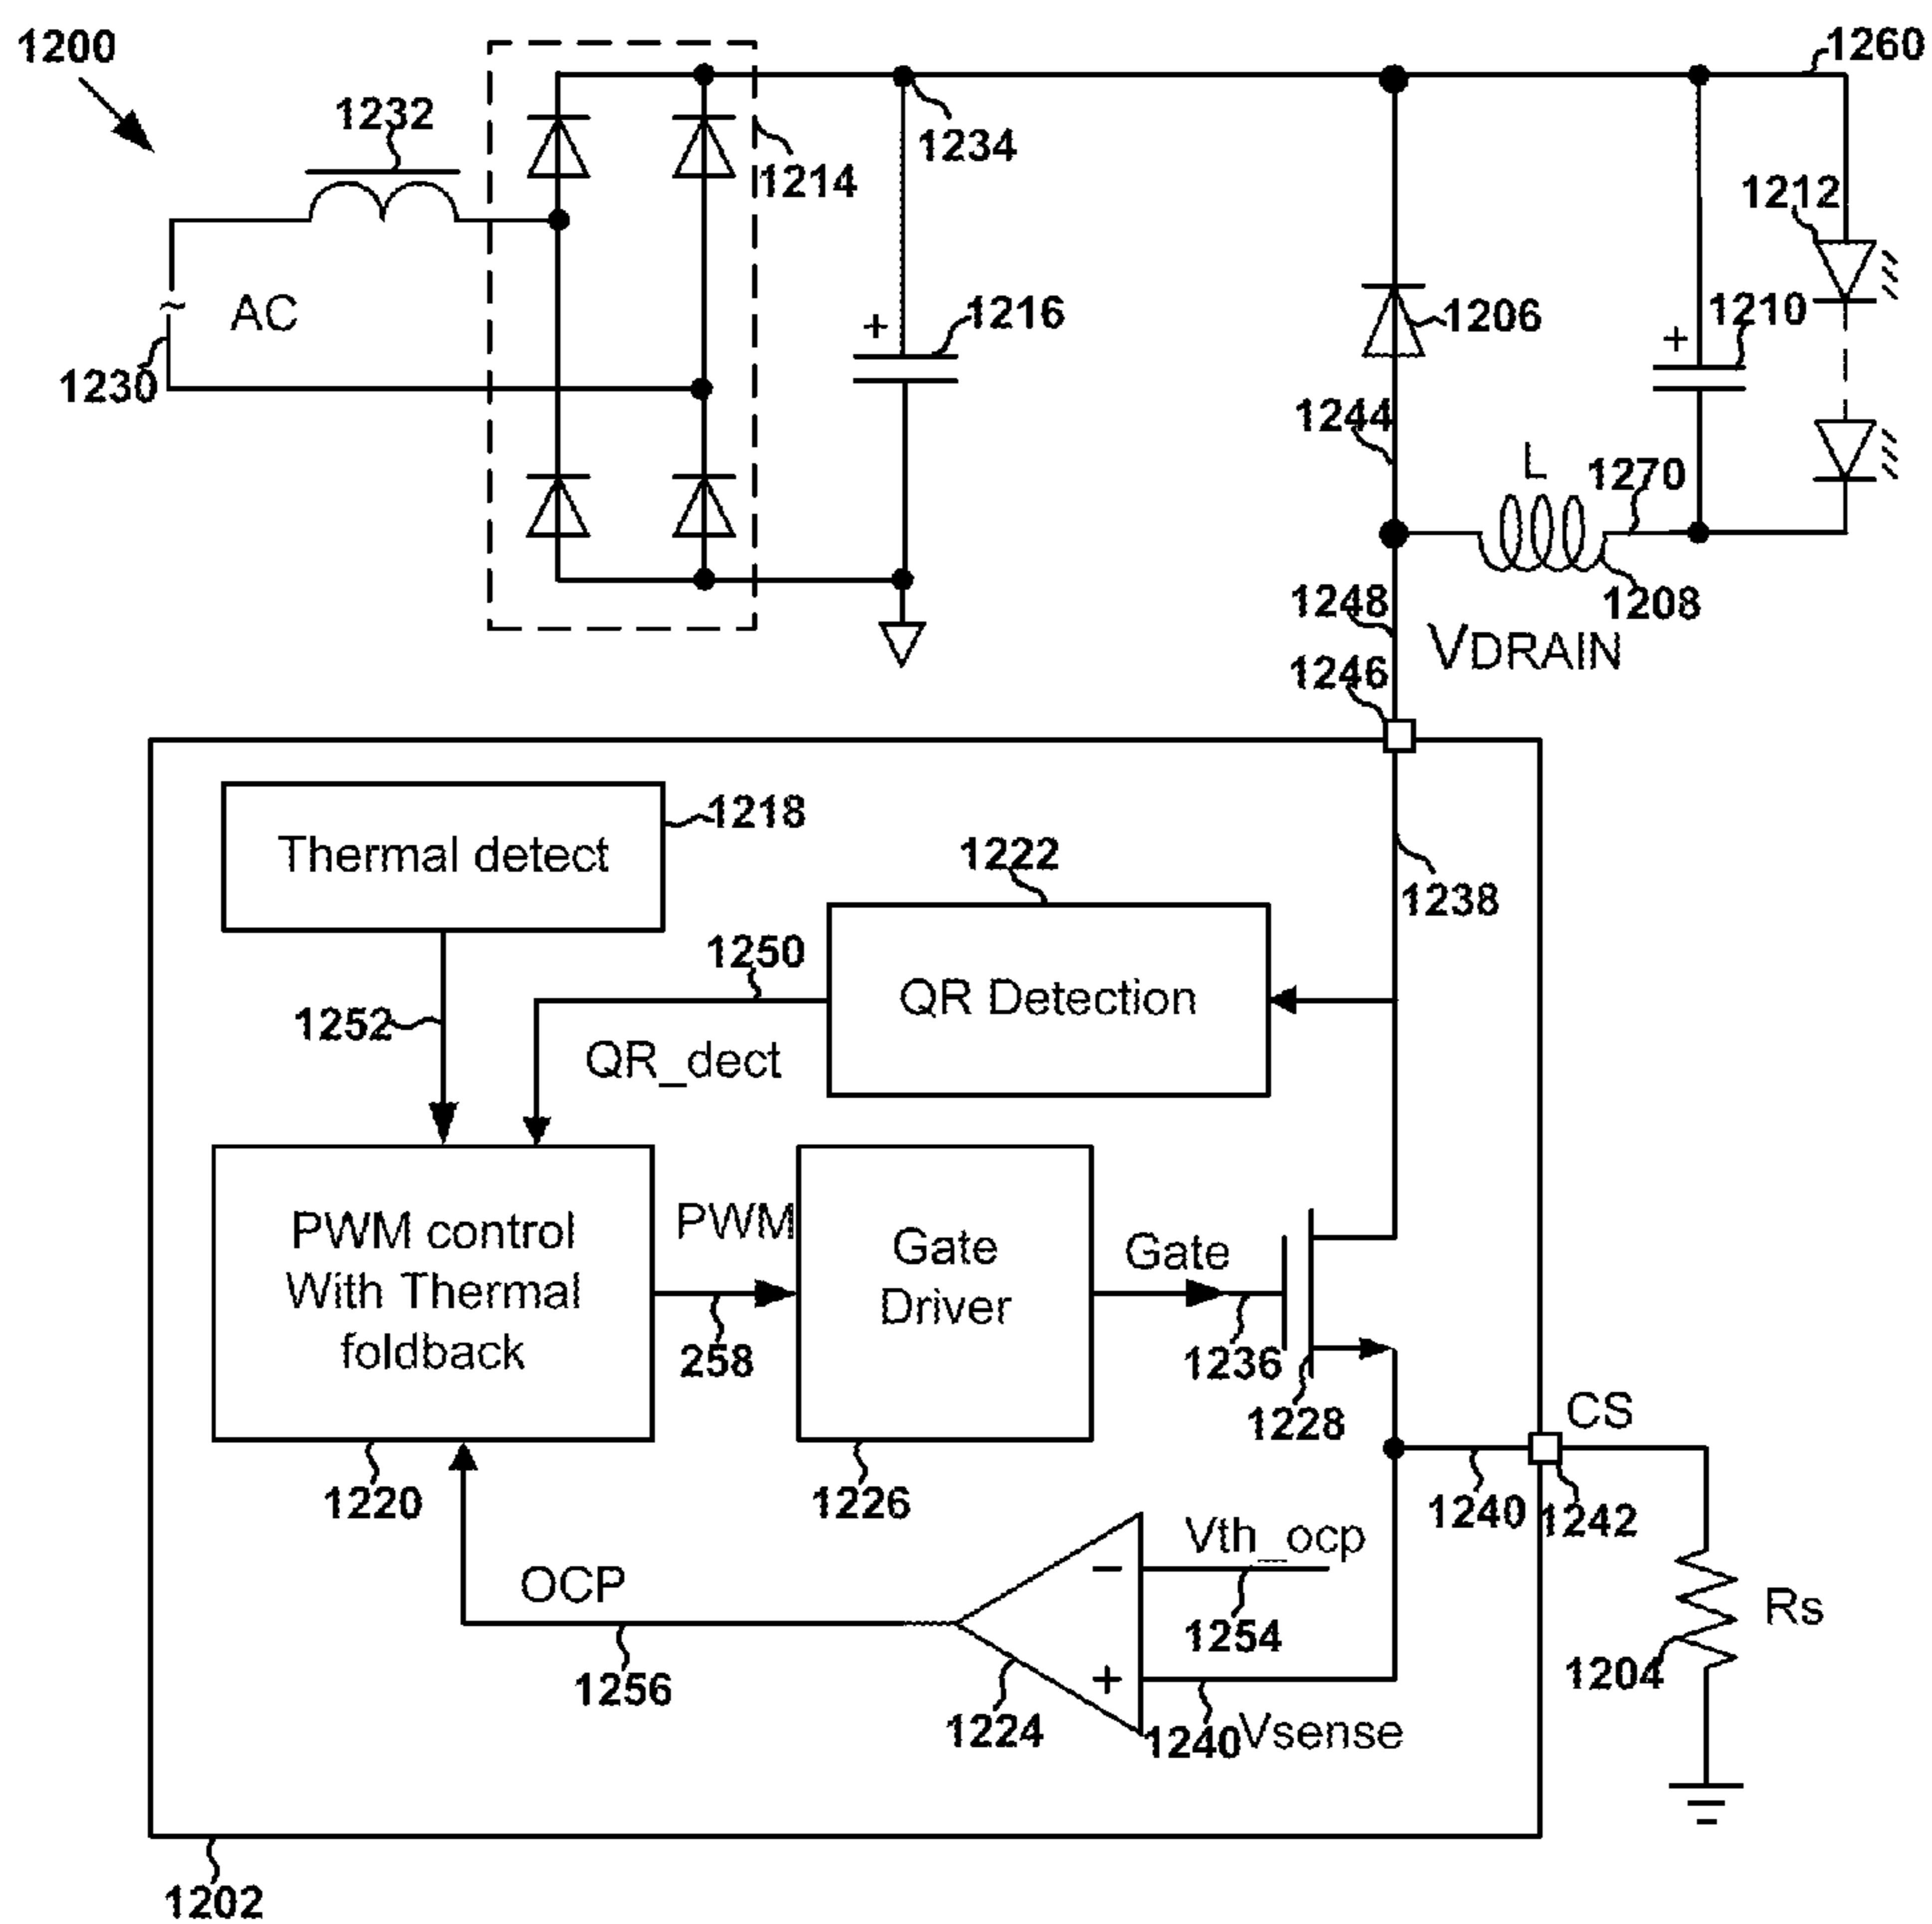 1200
1232
1260
1234
1214
1212
~
AC
+
1216
1206
+
1210
1230
1244
L
1270
1248
1208
VDRAIN
1246
1218
Thermal detect
1222
1238
1250
QR Detection
1252
QR_dect
PWM control
With Thermal
foldback
PWM
258
Gate
Driver
Gate
1236
1228
CS
1220
1226
1240
1242
Vth_ocp
−
OCP
1254
Rs
1256
+
1204
1224
1240
Vsense
1202